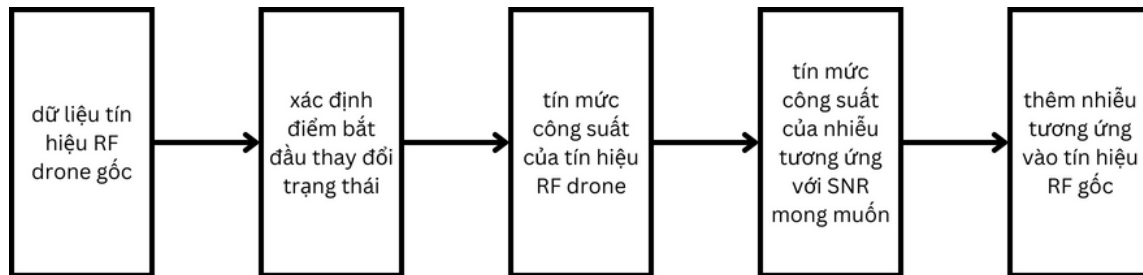 dữ liệu tín
hiệu RF
drone gốc
xác định
điểm bắt
đầu thay đổi
trạng thái
tín mức
công suất
của tín hiệu
RF drone
tín mức
công suất
của nhiễu
tương ứng
với SNR
mong muốn
thêm nhiễu
tương ứng
vào tín hiệu
RF gốc